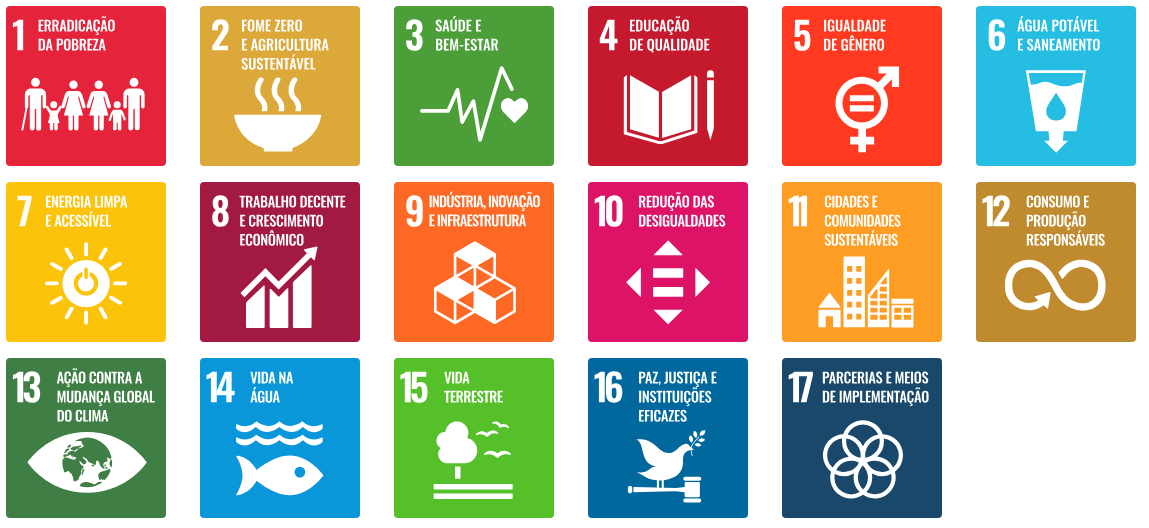 1 ERRADICAÇÃO
DA POBREZA
2 FOME ZERO
E AGRICULTURA
SUSTENTÁVEL
3 SAÚDE E
BEM-ESTAR
4 EDUCAÇÃO
DE QUALIDADE
5 IGUALDADE
DE GÊNERO
6 ÁGUA POTÁVEL
E SANEAMENTO
7 ENERGIA LIMPA
E ACESSÍVEL
8 TRABALHO DECENTE
E CRESCIMENTO
ECONÔMICO
9 INDÚSTRIA, INOVAÇÃO
E INFRAESTRUTURA
10 REDUÇÃO DAS
DESIGUALDADES
11 CIDADES E
COMUNIDADES
SUSTENTÁVEIS
12 CONSUMO E
PRODUÇÃO
RESPONSÁVEIS
13 AÇÃO CONTRA A
MUDANÇA GLOBAL
DO CLIMA
14 VIDA NA
ÁGUA
15 VIDA
TERRESTRE
16 PAZ, JUSTIÇA E
INSTITUIÇÕES
EFICAZES
17 PARCERIAS E MEIOS
DE IMPLEMENTAÇÃO